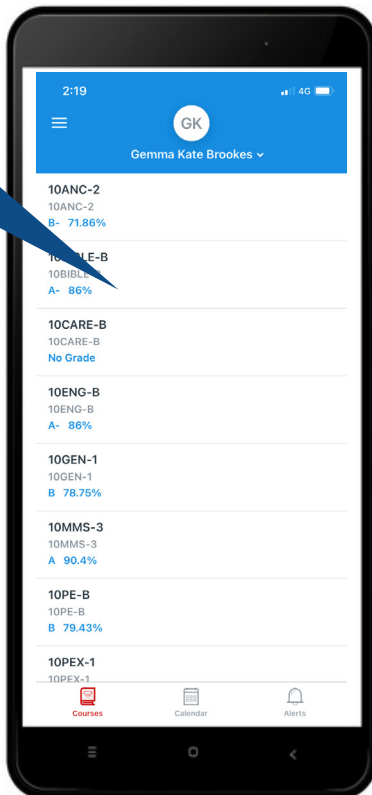 2:19
4G
GK
Gemma Kate Brookes
10ANC-2
10ANC-2
B- 71.86%
A- 86%
10CARE-B
10CARE-B
No Grade
10ENG-B
10ENG-B
A- 86%
10GEN-1
10GEN-1
B 78.75%
10MMS-3
10MMS-3
A 90.4%
10PE-B
10PE-B
B 79.43%
10PEX-1
10PEX-1
Courses
Calendar
Alerts